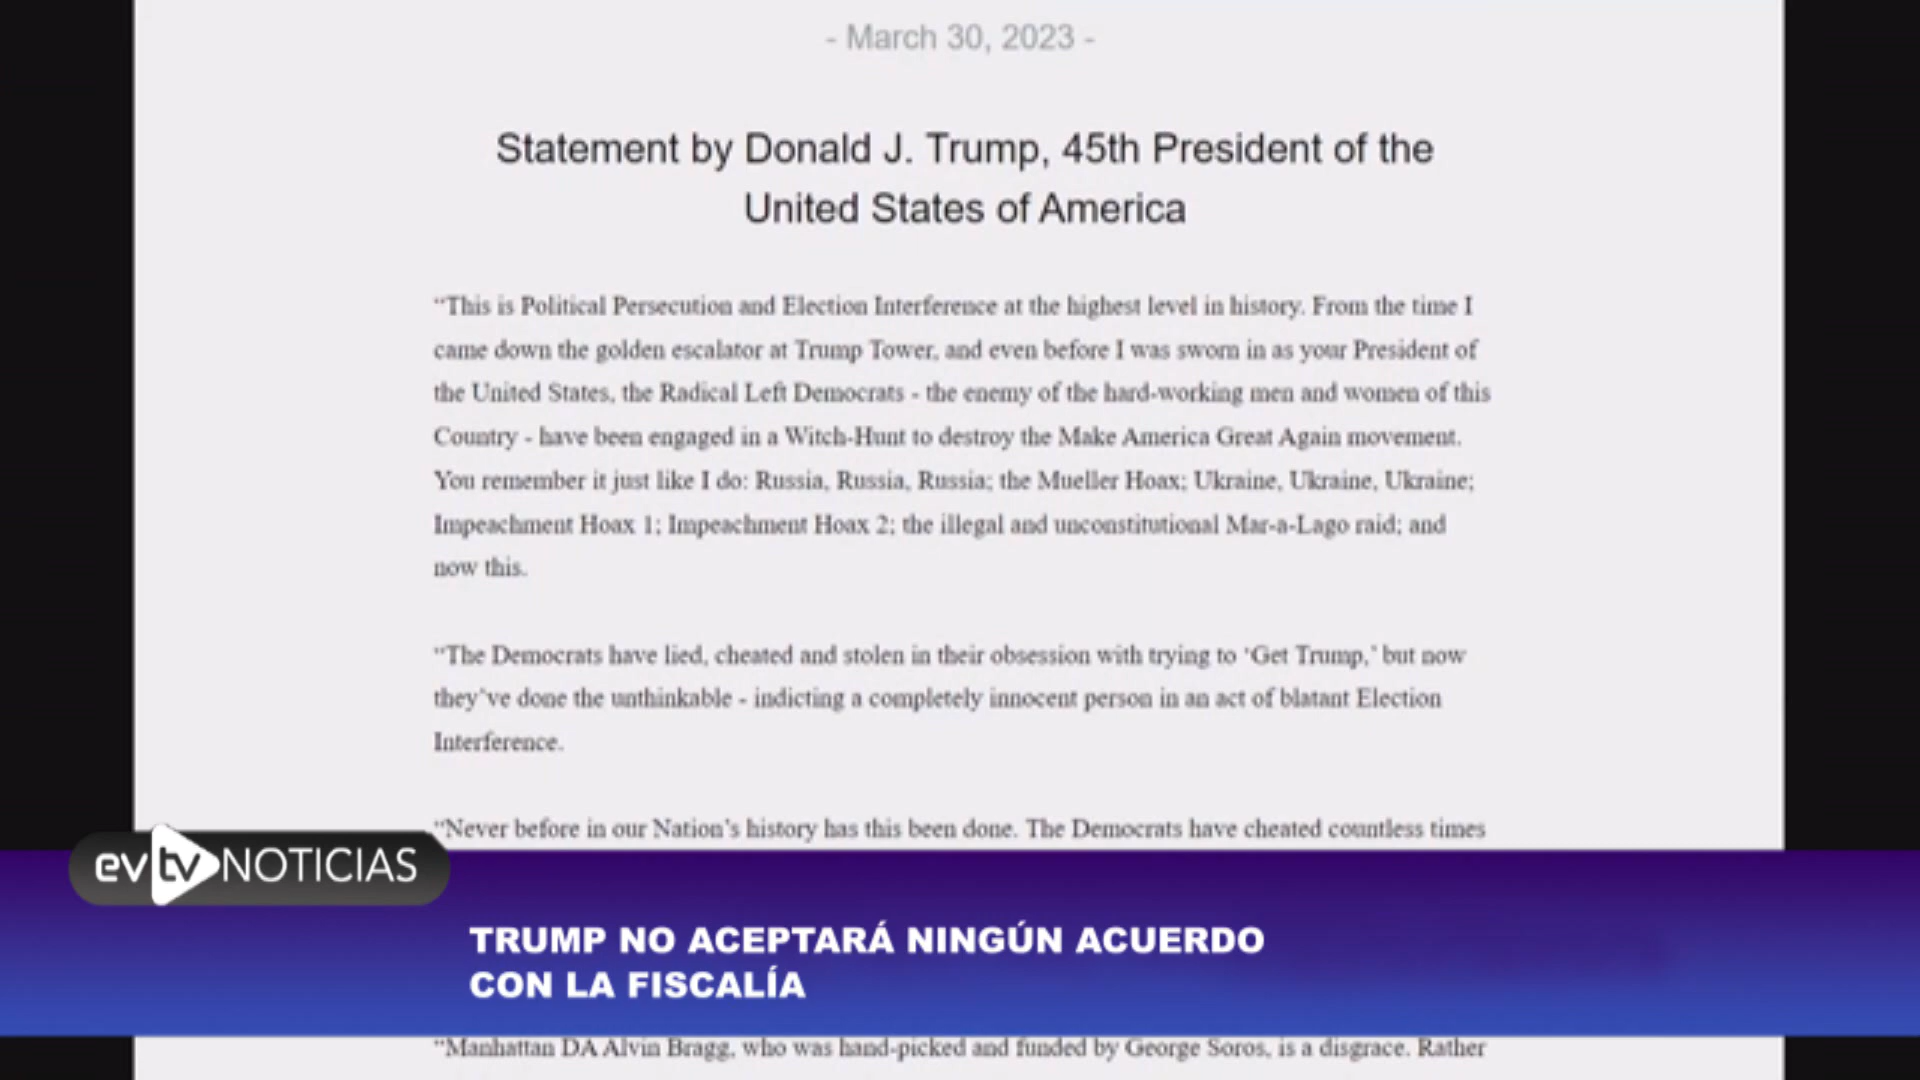 - March 30, 2023 -
Statement by Donald J. Trump, 45th President of the
United States of America
“This is Political Persecution and Election Interference at the highest level in history. From the time I
came down the golden escalator at Trump Tower, and even before I was sworn in as your President of
the United States, the Radical Left Democrats - the enemy of the hard-working men and women of this
Country - have been engaged in a Witch-Hunt to destroy the Make America Great Again movement.
You remember it just like I do: Russia, Russia, Russia; the Mueller Hoax; Ukraine, Ukraine, Ukraine;
Impeachment Hoax 1; Impeachment Hoax 2; the illegal and unconstitutional Mar-a-Lago raid; and
now this.
“The Democrats have lied, cheated and stolen in their obsession with trying to ‘Get Trump,’ but now
they’ve done the unthinkable - indicting a completely innocent person in an act of blatant Election
Interference.
“Never before in our Nation’s history has this been done. The Democrats have cheated countless times
evtv NOTICIAS
TRUMP NO ACEPTARÁ NINGÚN ACUERDO
CON LA FISCALÍA
“Manhattan DA Alvin Bragg, who was hand-picked and funded by George Soros, is a disgrace. Rather